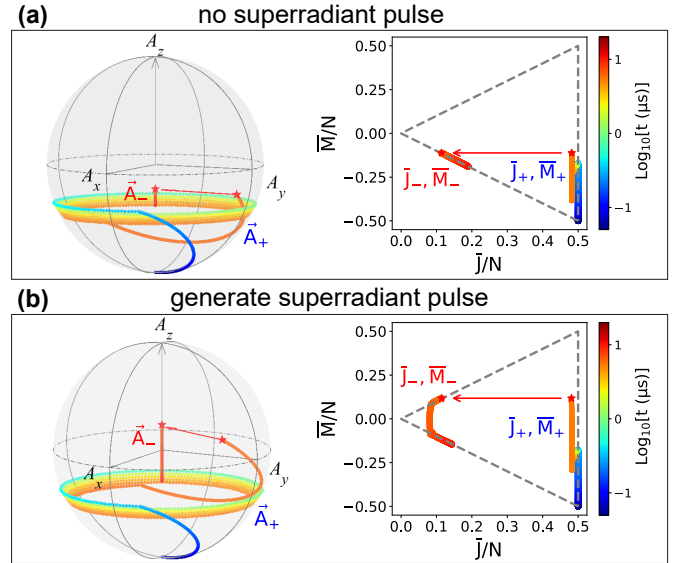 (a) no superradiant pulse
A_z
A_x
A_y
A⃗_-
A⃗_+
M̅/N
0.50
0.25
0.00
−0.25
−0.50
J̅_-, M̅_-
J̅_+, M̅_+
0.0 0.1 0.2 0.3 0.4 0.5
J̅/N
1
0
−1
Log₁₀[t (μs)]
(b) generate superradiant pulse
A_z
A_x
A_y
A⃗_-
A⃗_+
M̅/N
0.50
0.25
0.00
−0.25
−0.50
J̅_-, M̅_-
J̅_+, M̅_+
0.0 0.1 0.2 0.3 0.4 0.5
J̅/N
1
0
−1
Log₁₀[t (μs)]